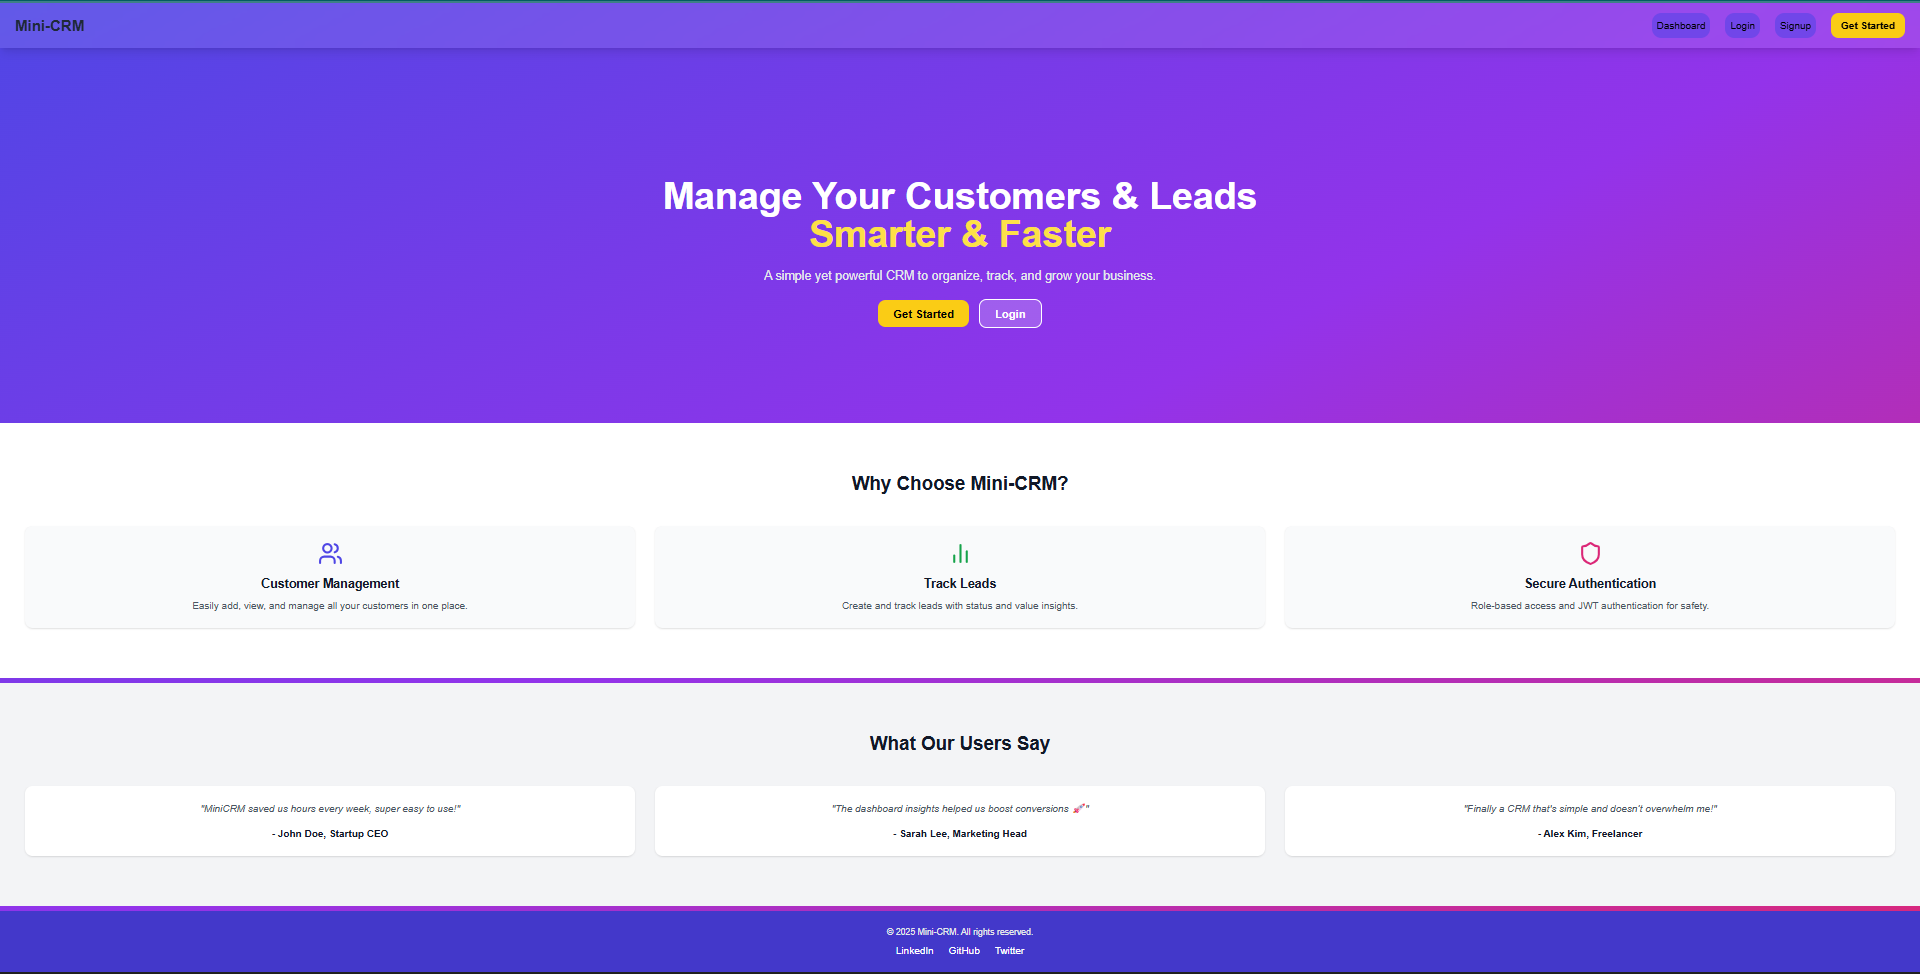 Mini-CRM
Dashboard
Login
Signup
Get Started
Manage Your Customers & Leads
Smarter & Faster
A simple yet powerful CRM to organize, track, and grow your business.
Get Started
Login
Why Choose Mini-CRM?
Customer Management
Easily add, view, and manage all your customers in one place.
Track Leads
Create and track leads with status and value insights.
Secure Authentication
Role-based access and JWT authentication for safety.
What Our Users Say
"MiniCRM saved us hours every week, super easy to use!"
- John Doe, Startup CEO
"The dashboard insights helped us boost conversions 🚀"
- Sarah Lee, Marketing Head
"Finally a CRM that's simple and doesn't overwhelm me!"
- Alex Kim, Freelancer
© 2025 Mini-CRM. All rights reserved.
LinkedIn GitHub Twitter